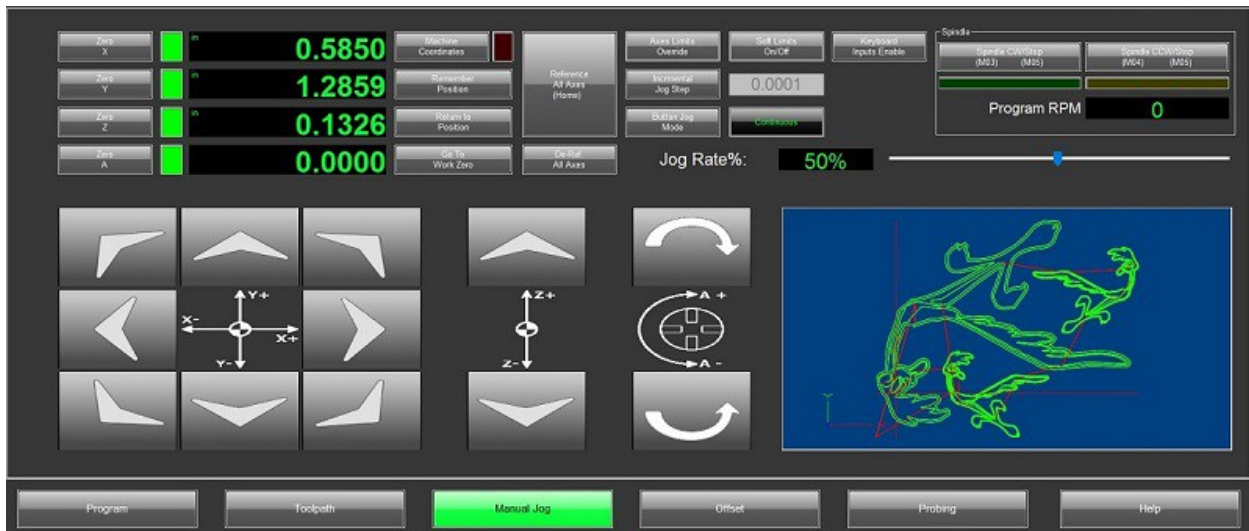 Zero
X
in
0.5850
Machine
Coordinates
Zero
Y
in
1.2859
Remember
Position
Zero
Z
in
0.1326
Return to
Position
Zero
A
0.0000
Go To
Work Zero
Reference
All Axes
(Home)
De-Ref
All Axes
Axes Limits
Override
Soft Limits
On/Off
Keyboard
Inputs Enable
Incremental
Jog Step
0.0001
Button Jog
Mode
Continuous
Jog Rate%:
50%
Spindle
Spindle CW/Stop
(M03) (M05)
Spindle CCW/Stop
(M04) (M05)
Program RPM
0
Y+
X-
X+
Y-
Z+
Z-
A +
A -
Y
Program
Toolpath
Manual Jog
Offset
Probing
Help